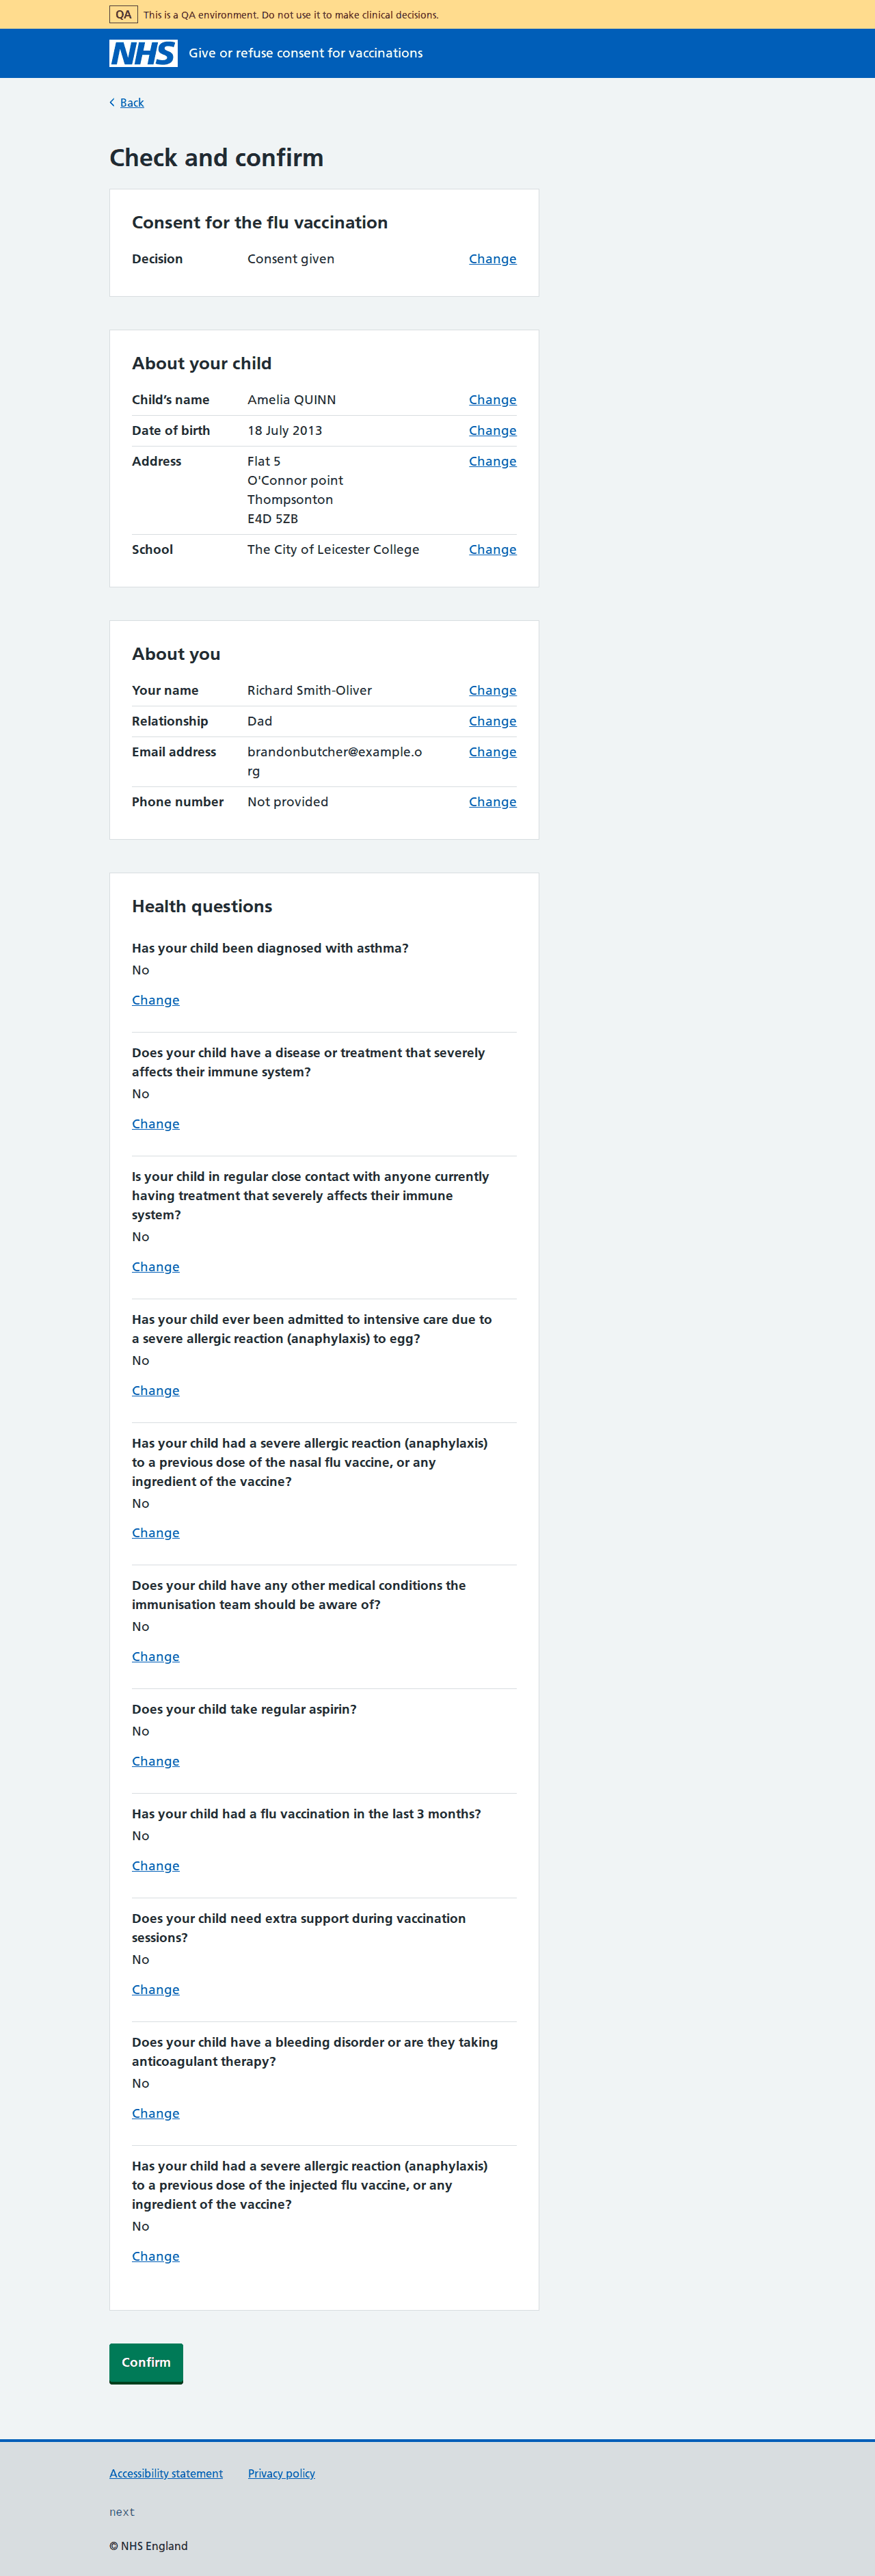 QA This is a QA environment. Do not use it to make clinical decisions.
NHS Give or refuse consent for vaccinations
Back
Check and confirm
Consent for the flu vaccination
Decision Consent given Change
About your child
Child’s name Amelia QUINN Change
Date of birth 18 July 2013 Change
Address Flat 5 Change
O'Connor point
Thompsonton
E4D 5ZB
School The City of Leicester College Change
About you
Your name Richard Smith-Oliver Change
Relationship Dad Change
Email address brandonbutcher@example.o Change
rg
Phone number Not provided Change
Health questions
Has your child been diagnosed with asthma?
No
Change
Does your child have a disease or treatment that severely
affects their immune system?
No
Change
Is your child in regular close contact with anyone currently
having treatment that severely affects their immune
system?
No
Change
Has your child ever been admitted to intensive care due to
a severe allergic reaction (anaphylaxis) to egg?
No
Change
Has your child had a severe allergic reaction (anaphylaxis)
to a previous dose of the nasal flu vaccine, or any
ingredient of the vaccine?
No
Change
Does your child have any other medical conditions the
immunisation team should be aware of?
No
Change
Does your child take regular aspirin?
No
Change
Has your child had a flu vaccination in the last 3 months?
No
Change
Does your child need extra support during vaccination
sessions?
No
Change
Does your child have a bleeding disorder or are they taking
anticoagulant therapy?
No
Change
Has your child had a severe allergic reaction (anaphylaxis)
to a previous dose of the injected flu vaccine, or any
ingredient of the vaccine?
No
Change
Confirm
Accessibility statement Privacy policy
next
© NHS England